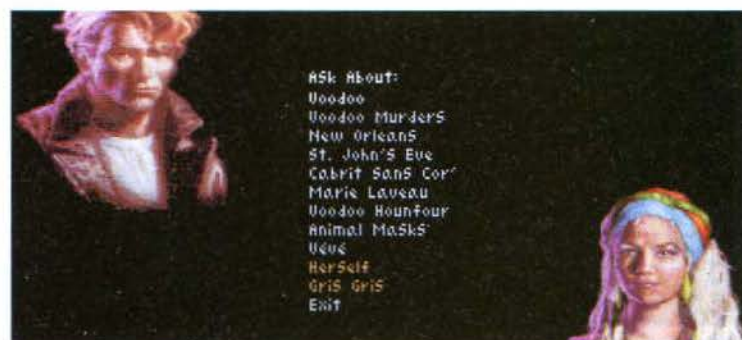 Ask About:
Voodoo
Voodoo Murders
New Orleans
St. John's Eve
Cabrit Sans Cor'
Marie Laveau
Voodoo Hounfour
Animal Masks
Veve
Herself
Gris Gris
Exit